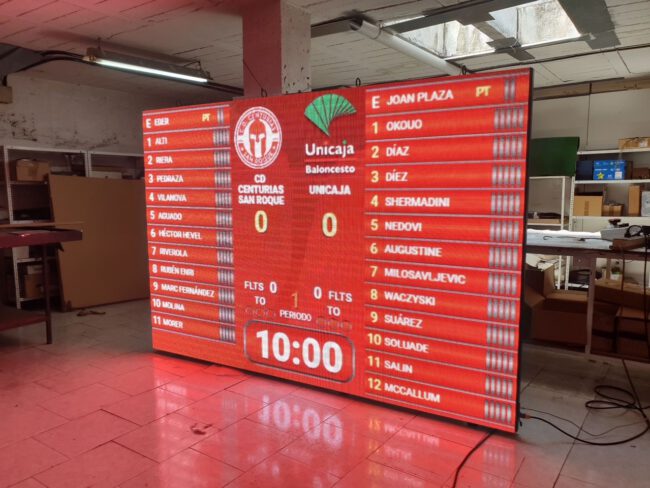 E EDER PT
1 ALTI
2 RIERA
3 PEDRAZA
4 VILANOVA
5 AGUADO
6 HÉCTOR HEVEL
7 RIVEROLA
8 RUBÉN ENRI
9 MARC FERNÁNDEZ
10 MOLINA
11 MORER
CD
CENTURIAS
SAN ROQUE
0
Unicaja
Baloncesto
UNICAJA
0
FLTS 0
TO
1
PERIODO
0 FLTS
TO
10:00
E JOAN PLAZA PT
1 OKOUO
2 DÍAZ
3 DÍEZ
4 SHERMADINI
5 NEDOVI
6 AUGUSTINE
7 MILOSAVLJEVIC
8 WACZYSKI
9 SUÁREZ
10 SOLUADE
11 SALIN
12 MCCALLUM